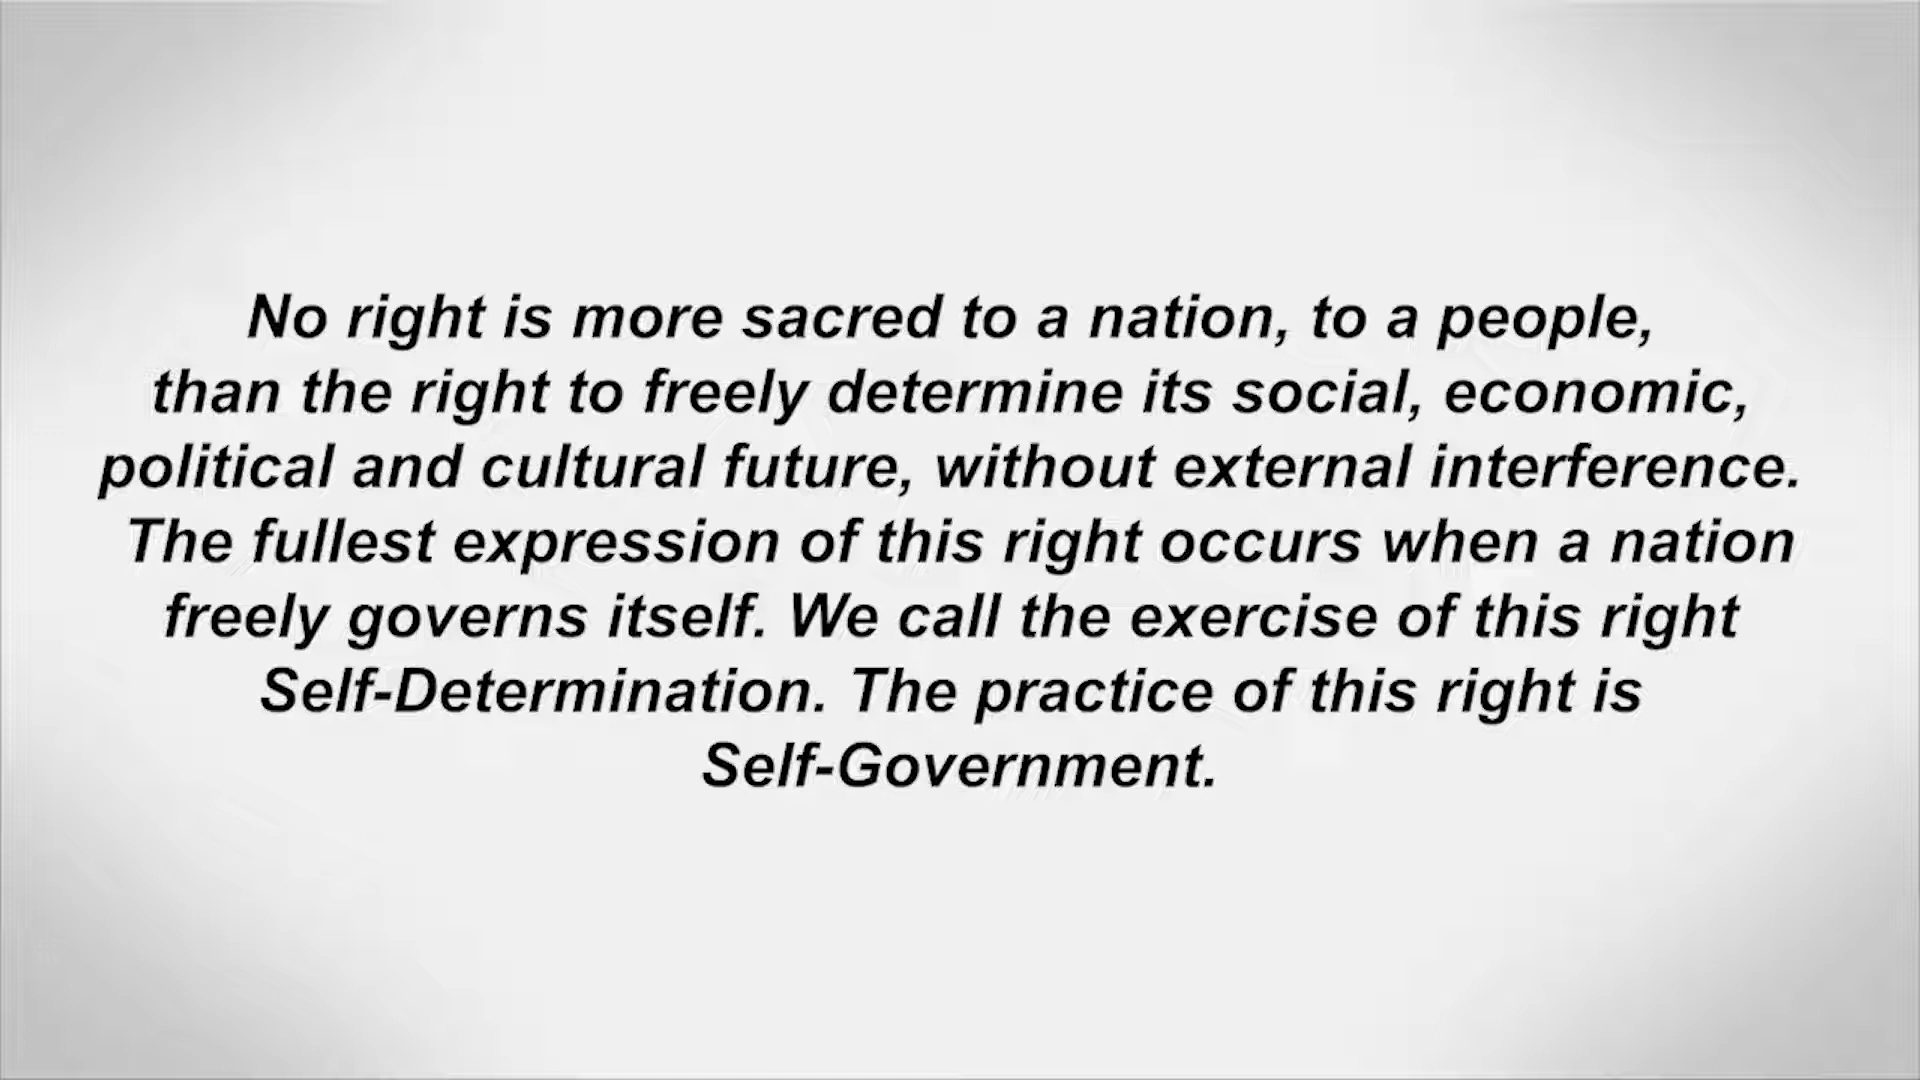 No right is more sacred to a nation, to a people,
than the right to freely determine its social, economic,
political and cultural future, without external interference.
The fullest expression of this right occurs when a nation
freely governs itself. We call the exercise of this right
Self-Determination. The practice of this right is
Self-Government.